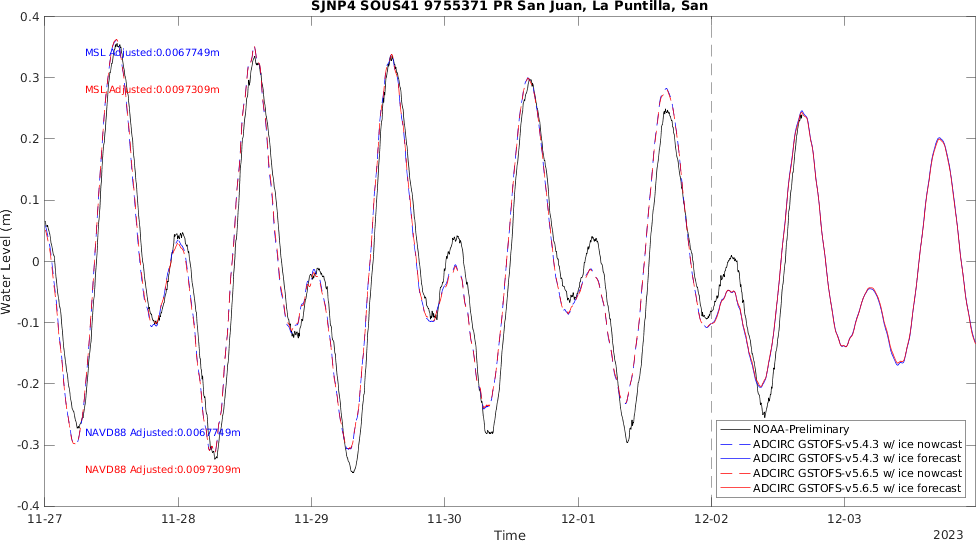 SJNP4 SOUS41 9755371 PR San Juan, La Puntilla, San
0.4
MSL Adjusted:0.0067749m
0.3
MSL Adjusted:0.0097309m
0.2
0.1
0
Water Level (m)
-0.1
-0.2
-0.3
NAVD88 Adjusted:0.0067749m
NAVD88 Adjusted:0.0097309m
-0.4
NOAA-Preliminary
ADCIRC GSTOFS-v5.4.3 w/ ice nowcast
ADCIRC GSTOFS-v5.4.3 w/ ice forecast
ADCIRC GSTOFS-v5.6.5 w/ ice nowcast
ADCIRC GSTOFS-v5.6.5 w/ ice forecast
11-27 11-28 11-29 11-30 12-01 12-02 12-03
Time
2023